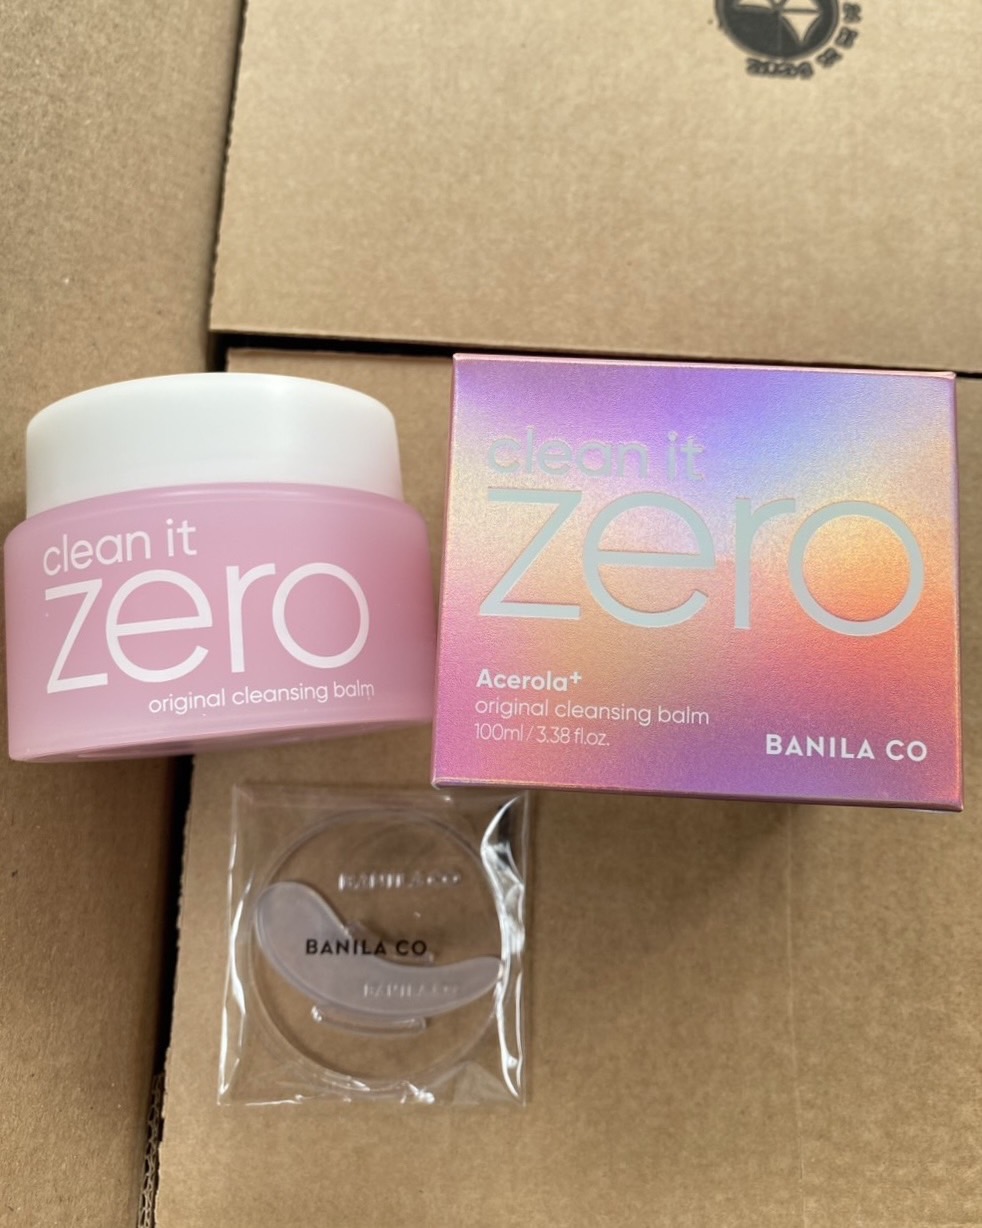 clean it
zero
original cleansing balm
clean it
zero
Acerola+
original cleansing balm
100ml / 3.38 fl.oz.
BANILA CO
BANILA CO
BANILA CO
BANILA CO